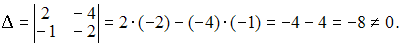 Δ = | 2 −4 ; −1 −2 | = 2·(−2)−(−4)·(−1) = −4−4 = −8 ≠ 0.